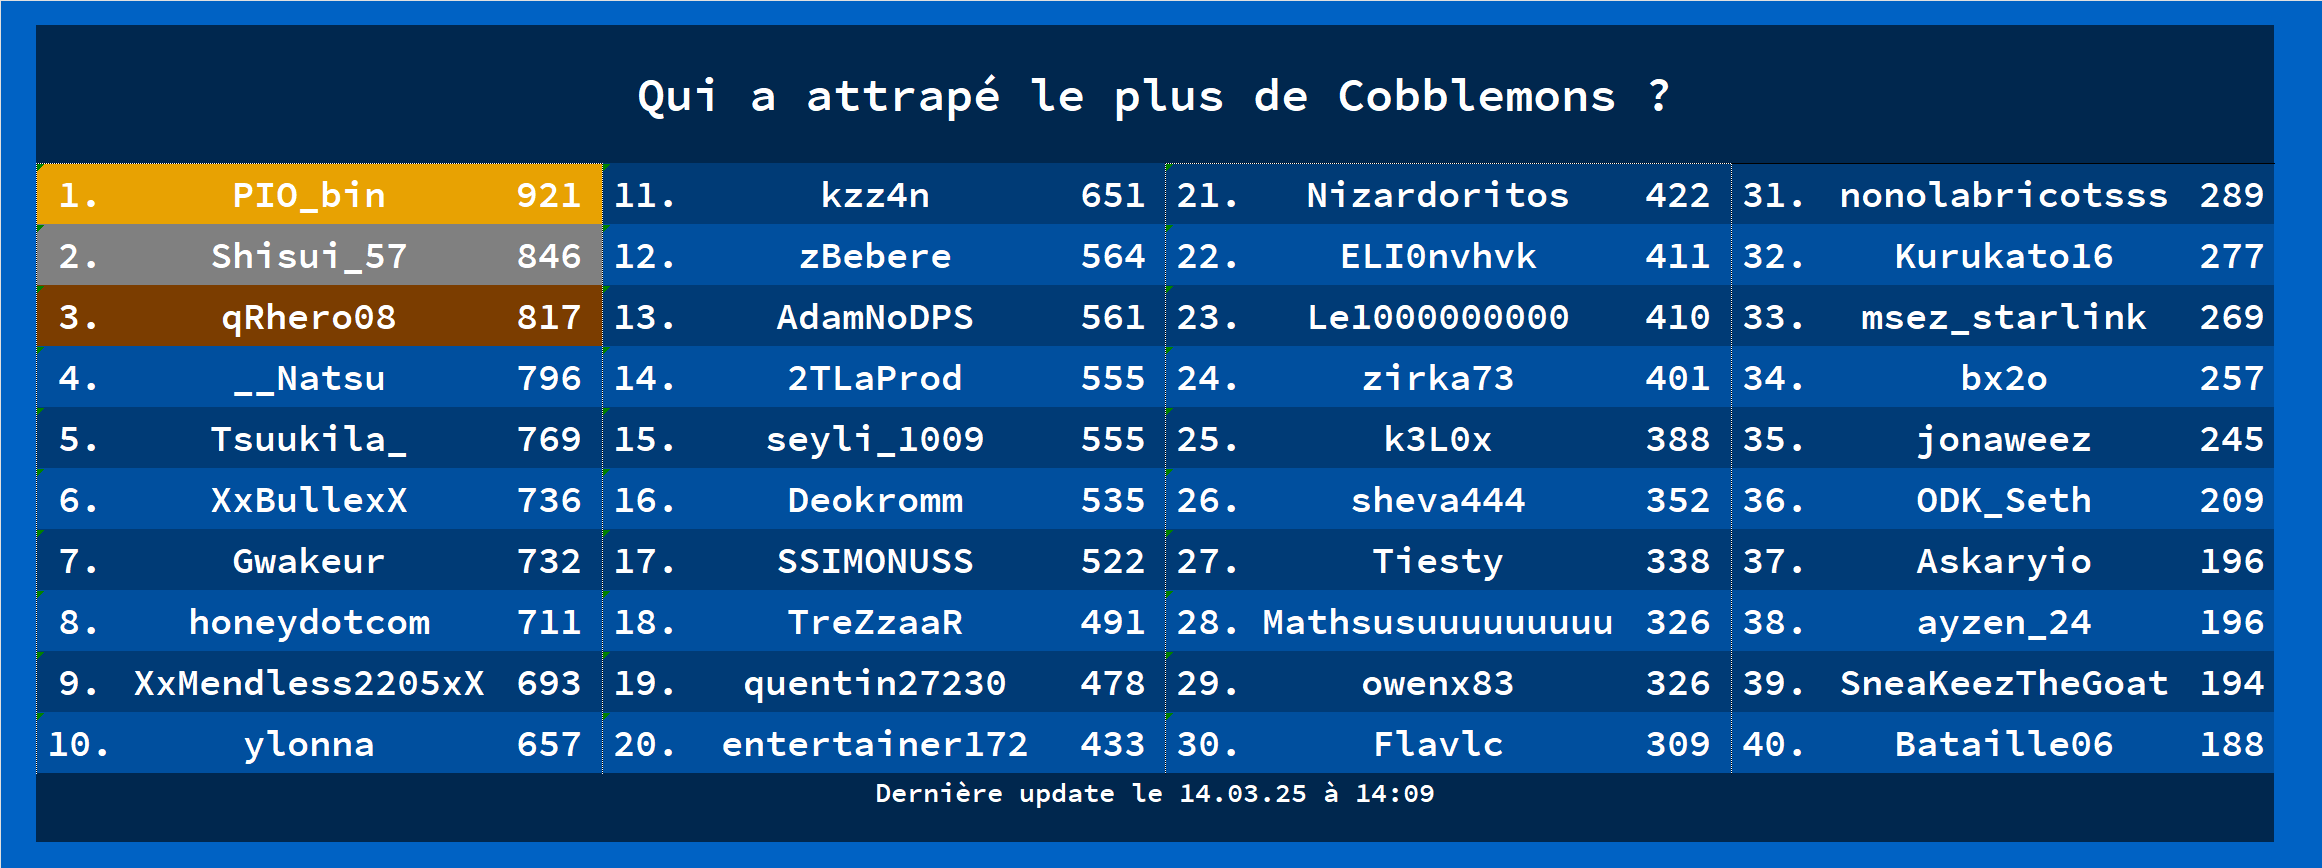 Qui a attrapé le plus de Cobblemons ?
1. PIO_bin 921
2. Shisui_57 846
3. qRhero08 817
4. __Natsu 796
5. Tsuukila_ 769
6. XxBullexX 736
7. Gwakeur 732
8. honeydotcom 711
9. XxMendless2205xX 693
10. ylonna 657
11. kzz4n 651
12. zBebere 564
13. AdamNoDPS 561
14. 2TLaProd 555
15. seyli_1009 555
16. Deokromm 535
17. SSIMONUSS 522
18. TreZzaaR 491
19. quentin27230 478
20. entertainer172 433
21. Nizardoritos 422
22. ELI0nvhvk 411
23. Le1000000000 410
24. zirka73 401
25. k3L0x 388
26. sheva444 352
27. Tiesty 338
28. Mathsusuuuuuuuuu 326
29. owenx83 326
30. Flavlc 309
31. nonolabricotsss 289
32. Kurukato16 277
33. msez_starlink 269
34. bx2o 257
35. jonaweez 245
36. ODK_Seth 209
37. Askaryio 196
38. ayzen_24 196
39. SneaKeezTheGoat 194
40. Bataille06 188
Dernière update le 14.03.25 à 14:09